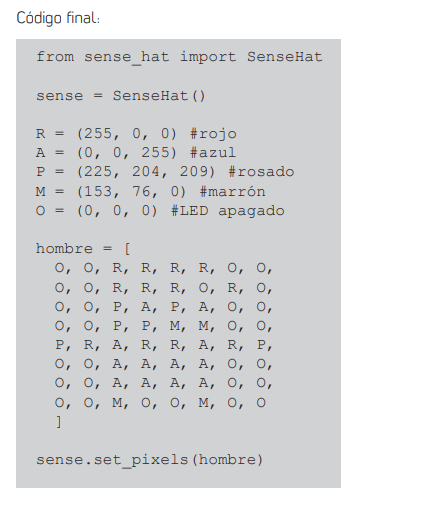 Código final:
from sense_hat import SenseHat
sense = SenseHat()
R = (255, 0, 0) #rojo
A = (0, 0, 255) #azul
P = (225, 204, 209) #rosado
M = (153, 76, 0) #marrón
O = (0, 0, 0) #LED apagado
hombre = [
O, O, R, R, R, R, O, O,
O, O, R, R, R, O, R, O,
O, O, P, A, P, A, O, O,
O, O, P, P, M, M, O, O,
P, R, A, R, R, A, R, P,
O, O, A, A, A, A, O, O,
O, O, A, A, A, A, O, O,
O, O, M, O, O, M, O, O
]
sense.set_pixels(hombre)